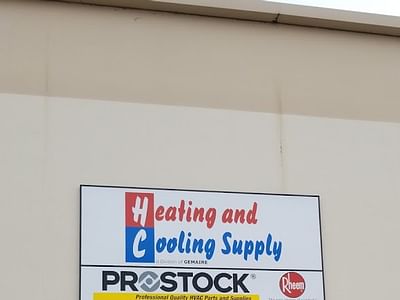 Heating and
Cooling Supply
a Division of GEMAIRE
PROSTOCK®
Rheem
Professional Quality HVAC Parts and Supplies